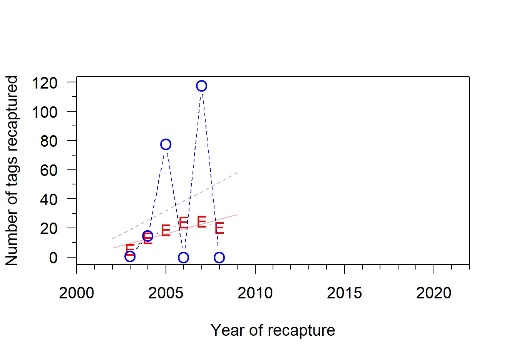 Number of tags recaptured
120
100
80
60
40
20
0
O O O O O O
E E E E E E
2000 2005 2010 2015 2020
Year of recapture